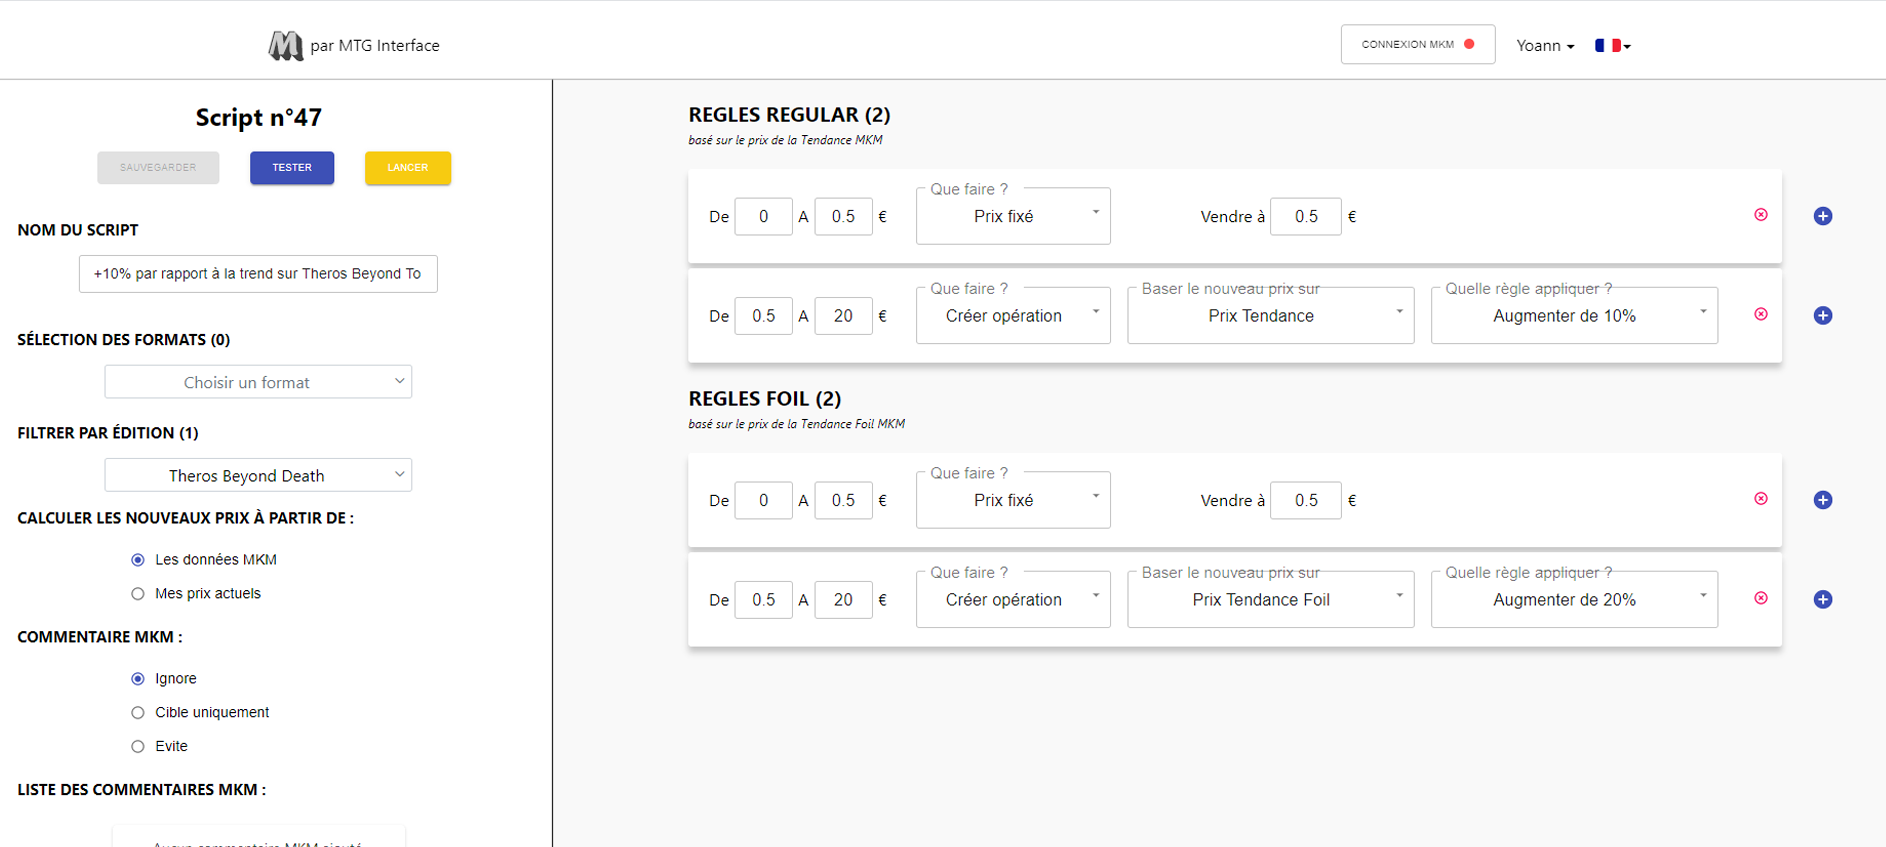 M par MTG Interface
CONNEXION MKM
Yoann
Script n°47
SAUVEGARDER TESTER LANCER
NOM DU SCRIPT
+10% par rapport à la trend sur Theros Beyond To
SÉLECTION DES FORMATS (0)
Choisir un format
FILTRER PAR ÉDITION (1)
Theros Beyond Death
CALCULER LES NOUVEAUX PRIX À PARTIR DE :
Les données MKM
Mes prix actuels
COMMENTAIRE MKM :
Ignore
Cible uniquement
Evite
LISTE DES COMMENTAIRES MKM :
Aucun commentaire MKM ajouté
REGLES REGULAR (2)
basé sur le prix de la Tendance MKM
Que faire ?
De 0 A 0.5 € Prix fixé Vendre à 0.5 €
Que faire ? Baser le nouveau prix sur Quelle règle appliquer ?
De 0.5 A 20 € Créer opération Prix Tendance Augmenter de 10%
REGLES FOIL (2)
basé sur le prix de la Tendance Foil MKM
Que faire ?
De 0 A 0.5 € Prix fixé Vendre à 0.5 €
Que faire ? Baser le nouveau prix sur Quelle règle appliquer ?
De 0.5 A 20 € Créer opération Prix Tendance Foil Augmenter de 20%